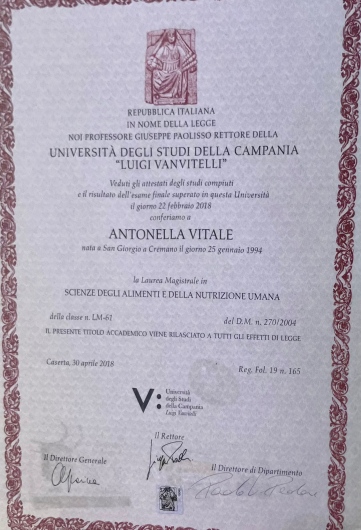 REPUBBLICA ITALIANA
IN NOME DELLA LEGGE
NOI PROFESSORE GIUSEPPE PAOLISSO RETTORE DELLA
UNIVERSITÀ DEGLI STUDI DELLA CAMPANIA
"LUIGI VANVITELLI"
Veduti gli attestati degli studi compiuti
e il risultato dell'esame finale superato in questa Università
il giorno 22 febbraio 2018
conferiamo a
ANTONELLA VITALE
nata a San Giorgio a Cremano il giorno 25 gennaio 1994
la Laurea Magistrale in
SCIENZE DEGLI ALIMENTI E DELLA NUTRIZIONE UMANA
della classe n. LM-61 del D.M. n. 270/2004
IL PRESENTE TITOLO ACCADEMICO VIENE RILASCIATO A TUTTI GLI EFFETTI DI LEGGE
Caserta, 30 aprile 2018 Reg. Fol. 19 n. 165
V:
Università
degli Studi
della Campania
Luigi Vanvitelli
Il Rettore
Il Direttore Generale
Il Direttore di Dipartimento